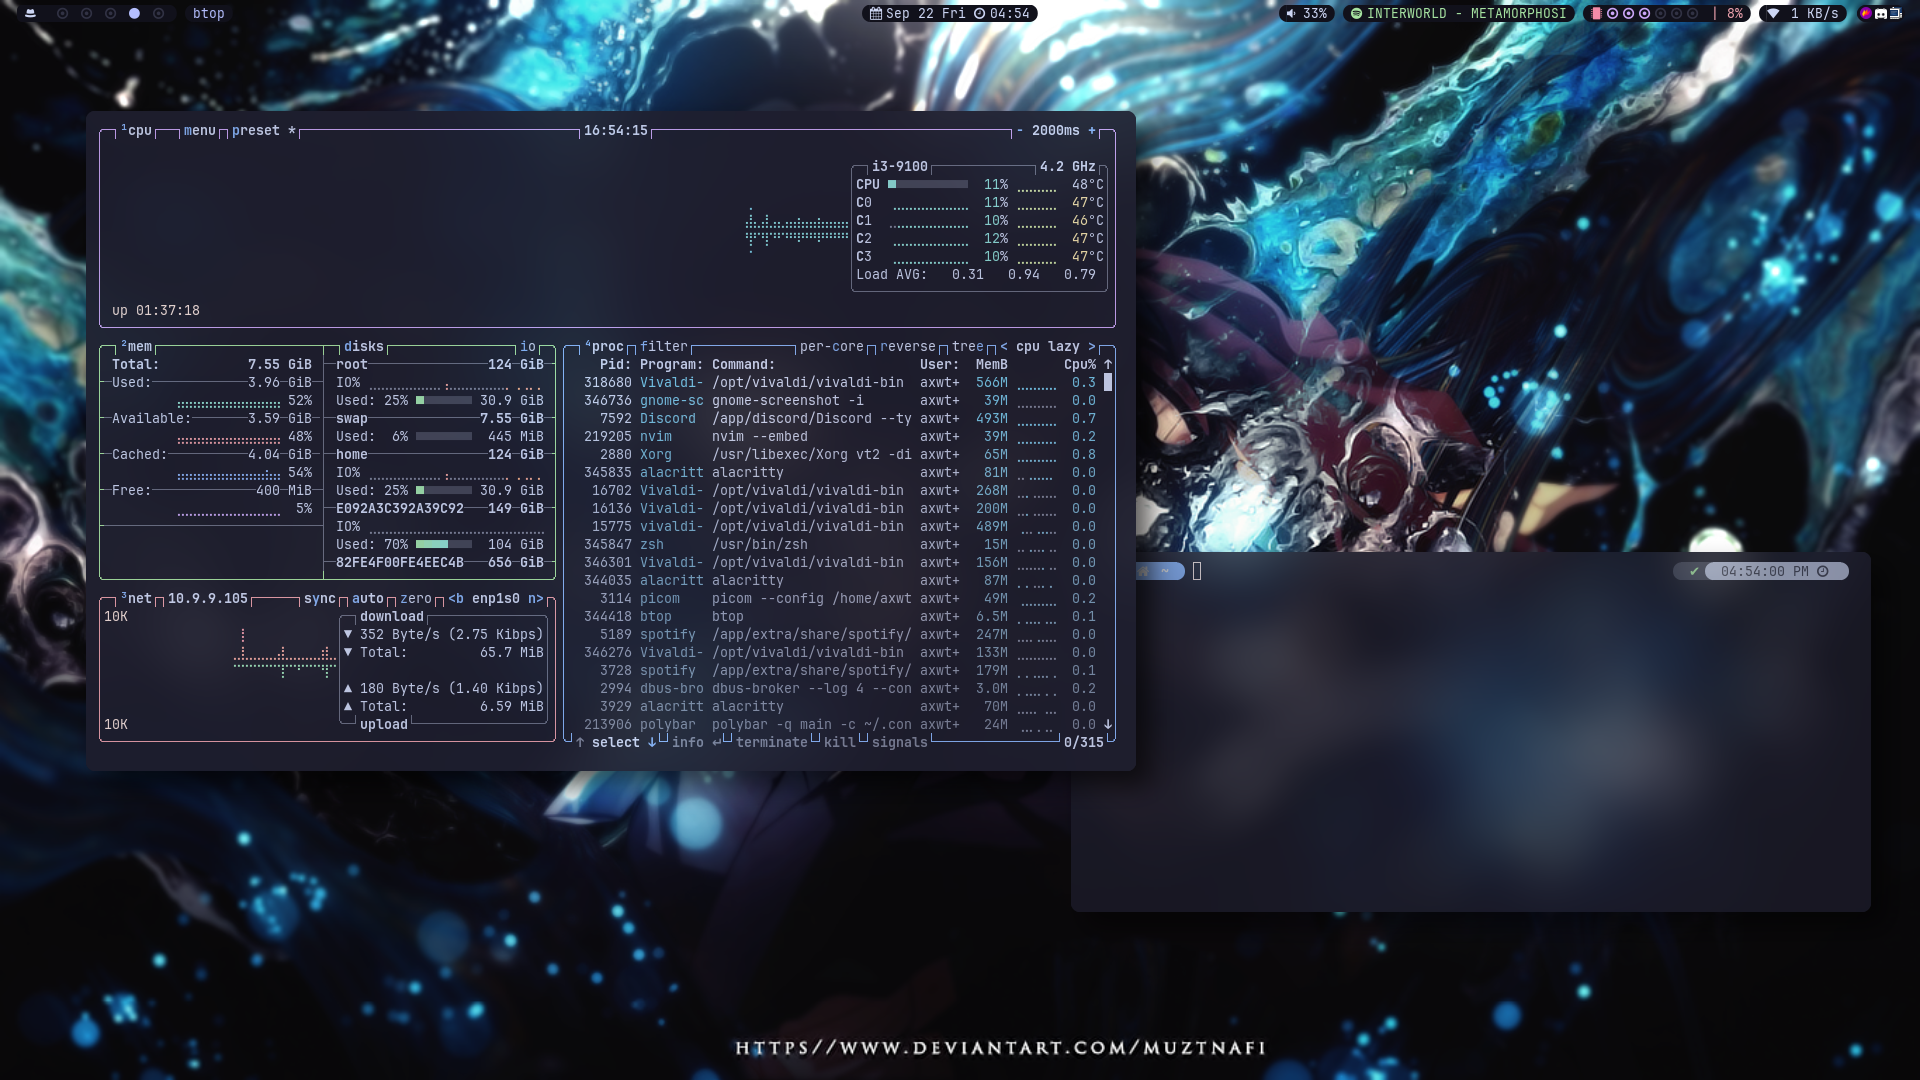 btop
Sep 22 Fri 04:54
33%
INTERWORLD - METAMORPHOSI
| 8%
1 KB/s
¹cpu menu preset * 16:54:15 - 2000ms +
i3-9100 4.2 GHz
CPU 11% 48°C
C0 11% 47°C
C1 10% 46°C
C2 12% 47°C
C3 10% 47°C
Load AVG: 0.31 0.94 0.79
up 01:37:18
²mem
Total: 7.55 GiB
Used: 3.96 GiB
52%
Available: 3.59 GiB
48%
Cached: 4.04 GiB
54%
Free: 400 MiB
5%
disks io
root 124 GiB
IO%
Used: 25% 30.9 GiB
swap 7.55 GiB
Used: 6% 445 MiB
home 124 GiB
IO%
Used: 25% 30.9 GiB
E092A3C392A39C92 149 GiB
IO%
Used: 70% 104 GiB
82FE4F00FE4EEC4B 656 GiB
³net 10.9.9.105 sync auto zero <b enp1s0 n>
10K
download
▼ 352 Byte/s (2.75 Kibps)
▼ Total: 65.7 MiB
▲ 180 Byte/s (1.40 Kibps)
▲ Total: 6.59 MiB
upload
10K
⁴proc filter per-core reverse tree < cpu lazy >
Pid: Program: Command: User: MemB Cpu% ↑
318680 Vivaldi- /opt/vivaldi/vivaldi-bin axwt+ 566M 0.3
346736 gnome-sc gnome-screenshot -i axwt+ 39M 0.0
7592 Discord /app/discord/Discord --ty axwt+ 493M 0.7
219205 nvim nvim --embed axwt+ 39M 0.2
2880 Xorg /usr/libexec/Xorg vt2 -di axwt+ 65M 0.8
345835 alacritt alacritty axwt+ 81M 0.0
16702 Vivaldi- /opt/vivaldi/vivaldi-bin axwt+ 268M 0.0
16136 Vivaldi- /opt/vivaldi/vivaldi-bin axwt+ 200M 0.0
15775 vivaldi- /opt/vivaldi/vivaldi-bin axwt+ 489M 0.0
345847 zsh /usr/bin/zsh axwt+ 15M 0.0
346301 Vivaldi- /opt/vivaldi/vivaldi-bin axwt+ 156M 0.0
344035 alacritt alacritty axwt+ 87M 0.0
3114 picom picom --config /home/axwt axwt+ 49M 0.2
344418 btop btop axwt+ 6.5M 0.1
5189 spotify /app/extra/share/spotify/ axwt+ 247M 0.0
346276 Vivaldi- /opt/vivaldi/vivaldi-bin axwt+ 133M 0.0
3728 spotify /app/extra/share/spotify/ axwt+ 179M 0.1
2994 dbus-bro dbus-broker --log 4 --con axwt+ 3.0M 0.2
3929 alacritt alacritty axwt+ 70M 0.0
213906 polybar polybar -q main -c ~/.con axwt+ 24M 0.0 ↓
↑ select ↓ info ↵ terminate kill signals 0/315
~
✔ 04:54:00 PM
HTTPS//WWW.DEVIANTART.COM/MUZTNAFI